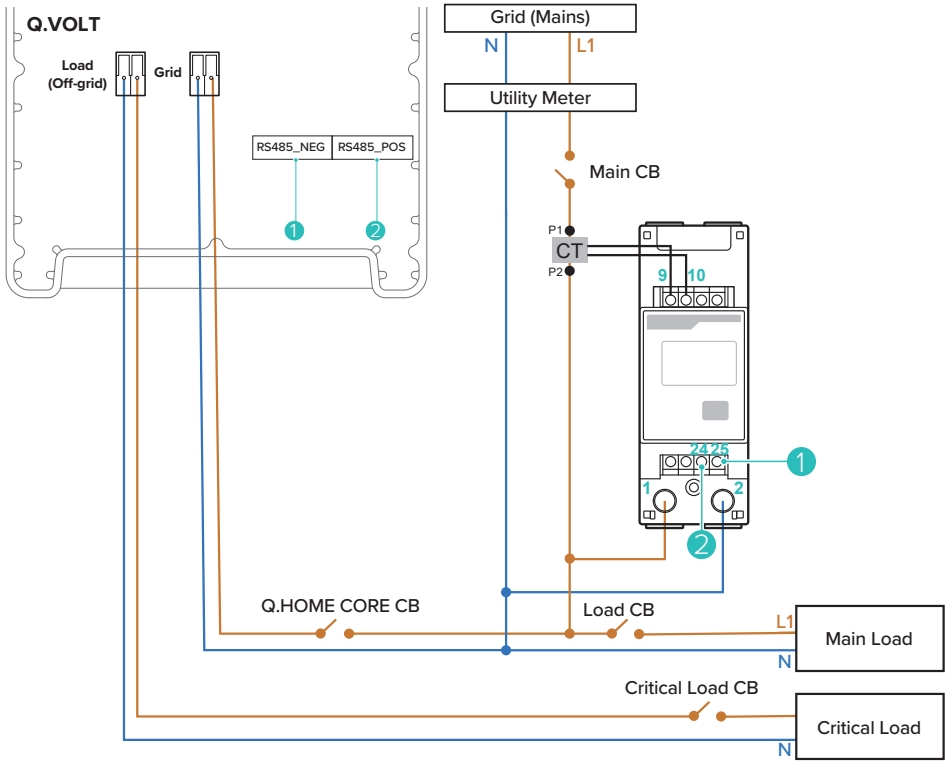 Q.VOLT
Load
(Off-grid)
Grid
RS485_NEG
RS485_POS
1
2
Grid (Mains)
N
L1
Utility Meter
Main CB
P1
CT
P2
9
10
24
25
1
1
2
2
Q.HOME CORE CB
Load CB
L1
Main Load
N
Critical Load CB
Critical Load
N